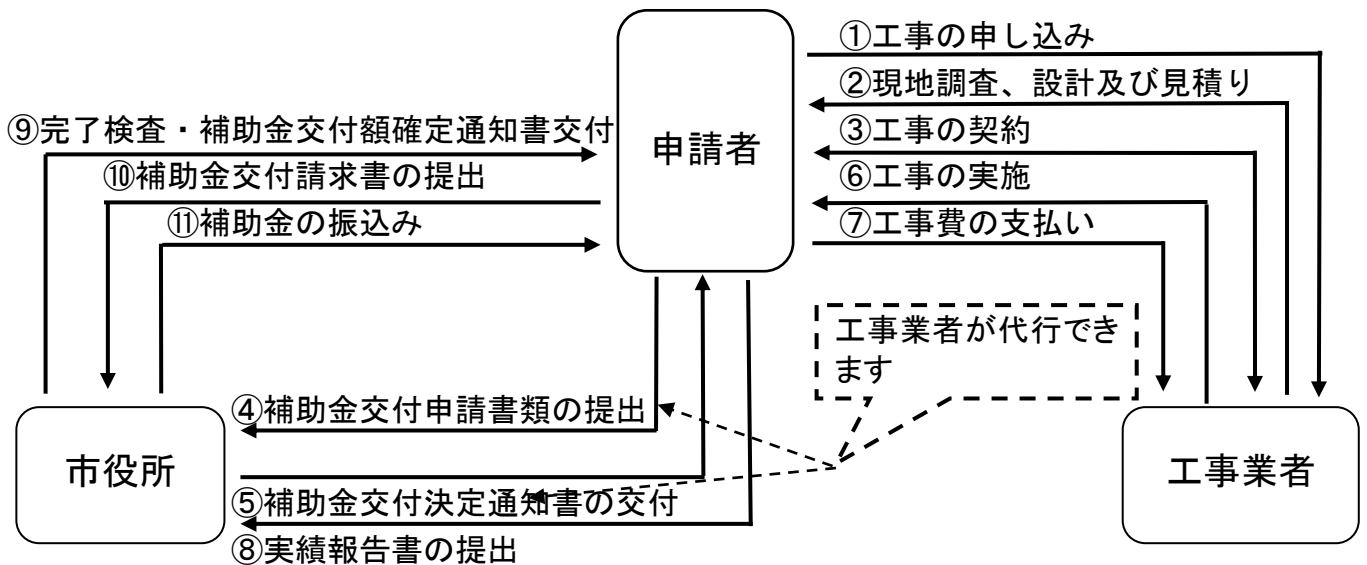 ①工事の申し込み
②現地調査、設計及び見積り
⑨完了検査・補助金交付額確定通知書交付
申請者
③工事の契約
⑩補助金交付請求書の提出
⑥工事の実施
⑪補助金の振込み
⑦工事費の支払い
工事業者が代行でき
ます
④補助金交付申請書類の提出
市役所
工事業者
⑤補助金交付決定通知書の交付
⑧実績報告書の提出